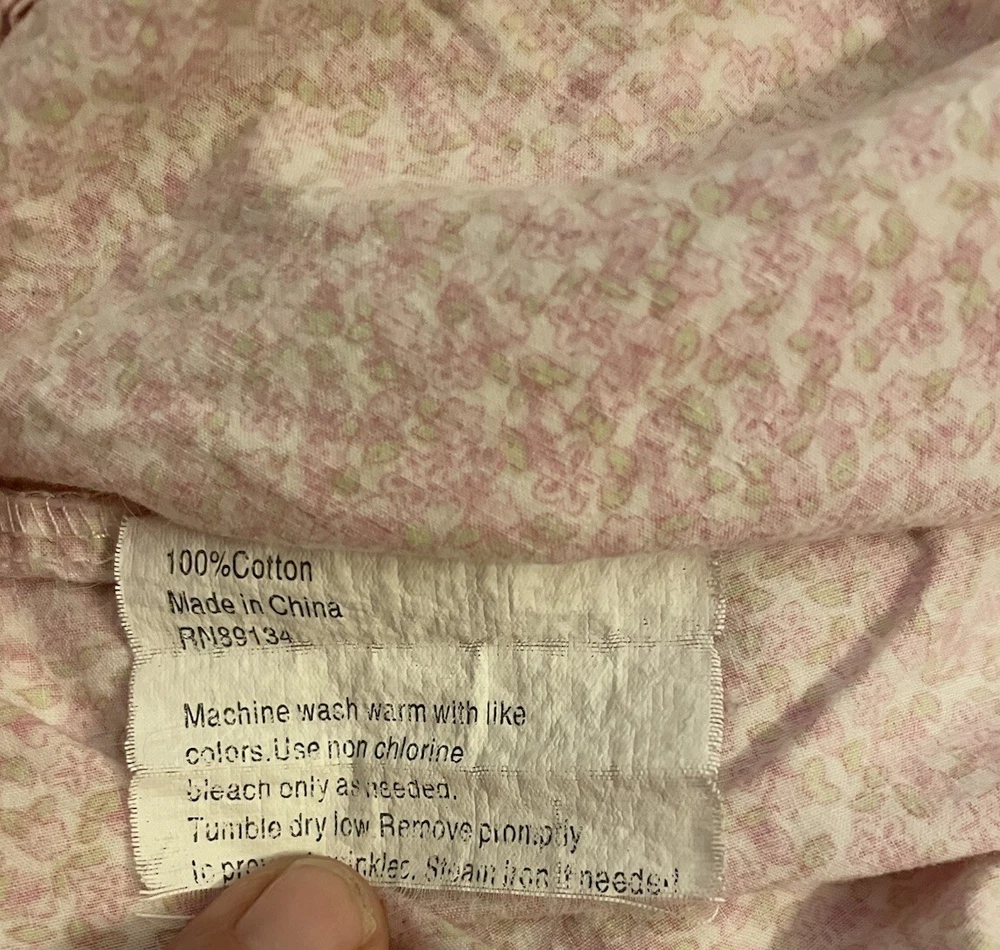 100%Cotton
Made in China
RN89134
Machine wash warm with like
colors.Use non chlorine
bleach only as needed.
Tumble dry low Remove promptly
to Steam iron if needed